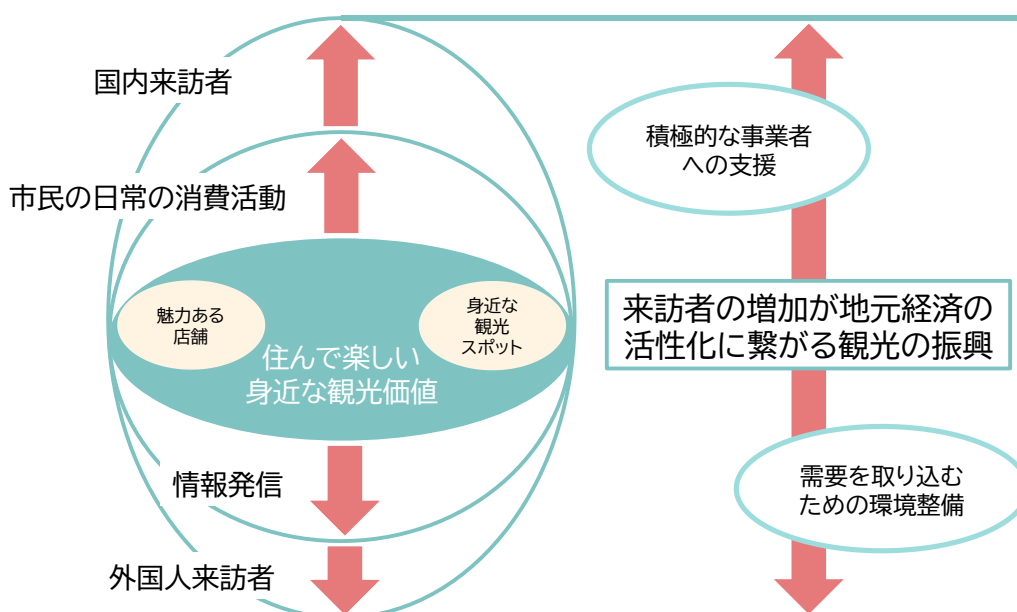 国内来訪者
市民の日常の消費活動
魅力ある
店舗
身近な
観光
スポット
住んで楽しい
身近な観光価値
情報発信
外国人来訪者
積極的な事業者
への支援
来訪者の増加が地元経済の
活性化に繋がる観光の振興
需要を取り込む
ための環境整備